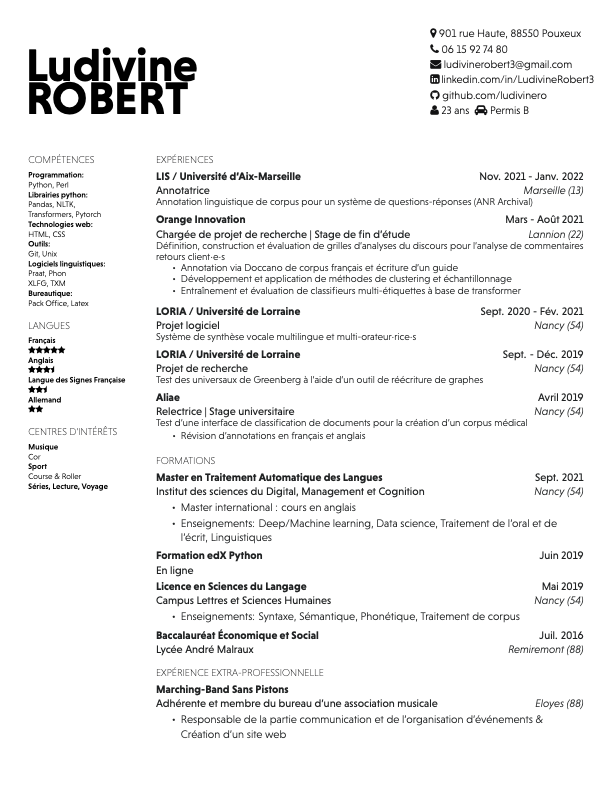 Ludivine
ROBERT
901 rue Haute, 88550 Pouxeux
06 15 92 74 80
ludivinerobert3@gmail.com
linkedin.com/in/LudivineRobert3
github.com/ludivinero
23 ans Permis B
COMPÉTENCES
Programmation:
Python, Perl
Librairies python:
Pandas, NLTK,
Transformers, Pytorch
Technologies web:
HTML, CSS
Outils:
Git, Unix
Logiciels linguistiques:
Praat, Phon
XLFG, TXM
Bureautique:
Pack Office, Latex
LANGUES
Français
Anglais
Langue des Signes Française
Allemand
CENTRES D'INTÉRÊTS
Musique
Cor
Sport
Course & Roller
Séries, Lecture, Voyage
EXPÉRIENCES
LIS / Université d'Aix-Marseille Nov. 2021 - Janv. 2022
Annotatrice Marseille (13)
Annotation linguistique de corpus pour un système de questions-réponses (ANR Archival)
Orange Innovation Mars - Août 2021
Chargée de projet de recherche | Stage de fin d'étude Lannion (22)
Définition, construction et évaluation de grilles d'analyses du discours pour l'analyse de commentaires
retours client·e·s
• Annotation via Doccano de corpus français et écriture d'un guide
• Développement et application de méthodes de clustering et échantillonnage
• Entraînement et évaluation de classifieurs multi-étiquettes à base de transformer
LORIA / Université de Lorraine Sept. 2020 - Fév. 2021
Projet logiciel Nancy (54)
Système de synthèse vocale multilingue et multi-orateur·rice·s
LORIA / Université de Lorraine Sept. - Déc. 2019
Projet de recherche Nancy (54)
Test des universaux de Greenberg à l'aide d'un outil de réécriture de graphes
Aliae Avril 2019
Relectrice | Stage universitaire Nancy (54)
Test d'une interface de classification de documents pour la création d'un corpus médical
• Révision d'annotations en français et anglais
FORMATIONS
Master en Traitement Automatique des Langues Sept. 2021
Institut des sciences du Digital, Management et Cognition Nancy (54)
• Master international : cours en anglais
• Enseignements: Deep/Machine learning, Data science, Traitement de l'oral et de
l'écrit, Linguistiques
Formation edX Python Juin 2019
En ligne
Licence en Sciences du Langage Mai 2019
Campus Lettres et Sciences Humaines Nancy (54)
• Enseignements: Syntaxe, Sémantique, Phonétique, Traitement de corpus
Baccalauréat Économique et Social Juil. 2016
Lycée André Malraux Remiremont (88)
EXPÉRIENCE EXTRA-PROFESSIONNELLE
Marching-Band Sans Pistons
Adhérente et membre du bureau d'une association musicale Eloyes (88)
• Responsable de la partie communication et de l'organisation d'événements &
Création d'un site web